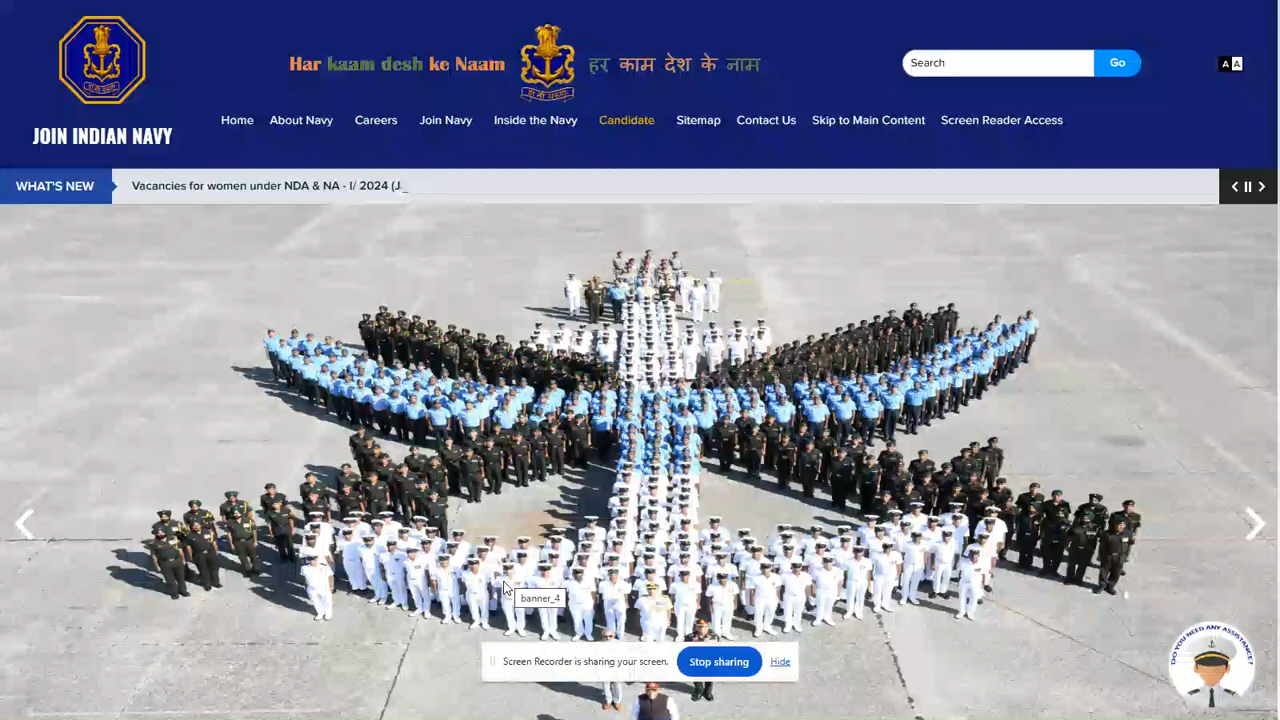 JOIN INDIAN NAVY
Har kaam desh ke Naam
हर काम देश के नाम
Search
Go
A A
Home About Navy Careers Join Navy Inside the Navy Candidate Sitemap Contact Us Skip to Main Content Screen Reader Access
WHAT'S NEW
Vacancies for women under NDA & NA - I/ 2024 (J_
banner_4
Screen Recorder is sharing your screen.
Stop sharing
Hide
DO YOU NEED ANY ASSISTANCE?